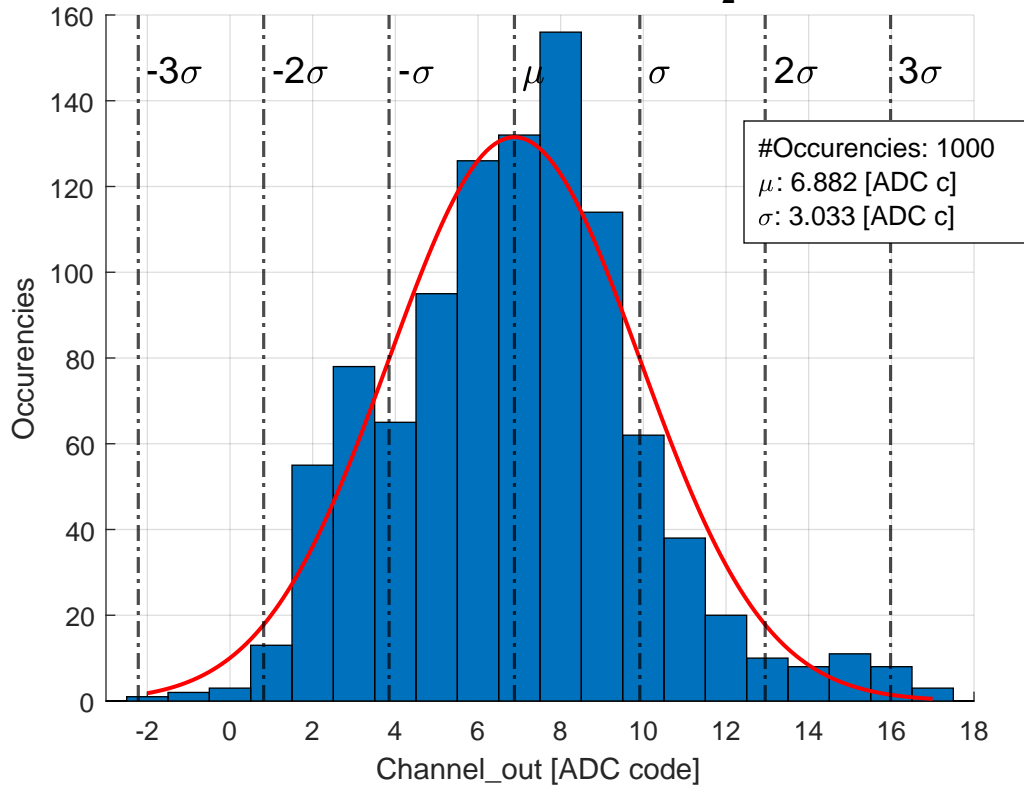 160
140
120
100
80
60
40
20
0
-3σ
-2σ
-σ
μ
σ
2σ
3σ
#Occurencies: 1000
μ: 6.882 [ADC c]
σ: 3.033 [ADC c]
Occurencies
-2 0 2 4 6 8 10 12 14 16 18
Channel_out [ADC code]